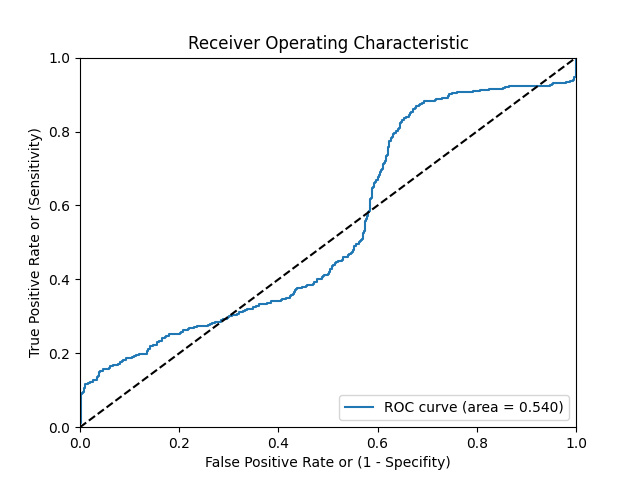 Receiver Operating Characteristic
1.0
0.8
0.6
0.4
0.2
0.0
True Positive Rate or (Sensitivity)
ROC curve (area = 0.540)
0.0 0.2 0.4 0.6 0.8 1.0
False Positive Rate or (1 - Specifity)